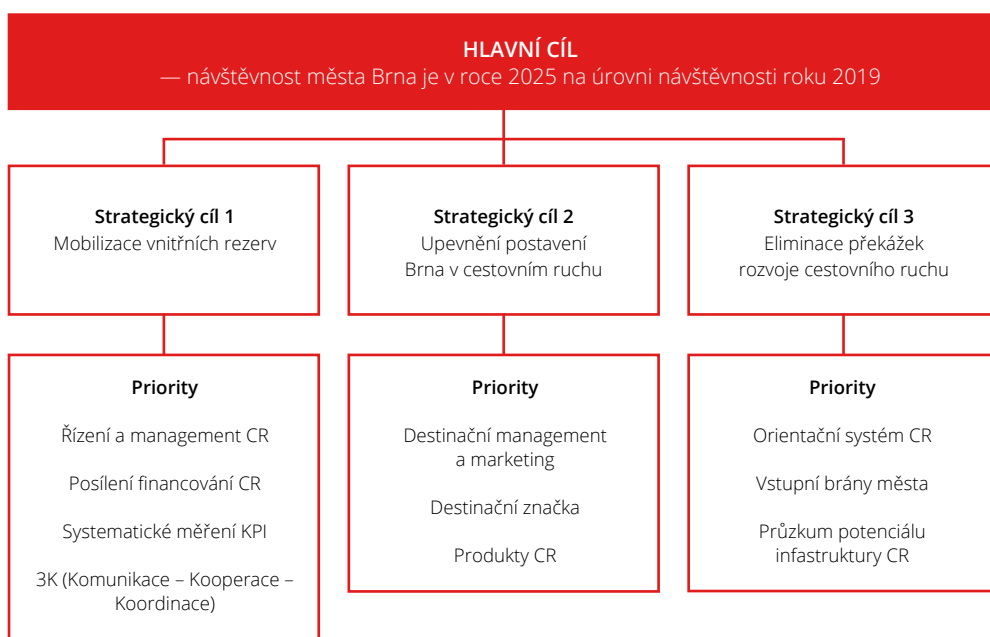 HLAVNÍ CÍL
— návštěvnost města Brna je v roce 2025 na úrovni návštěvnosti roku 2019
Strategický cíl 1
Mobilizace vnitřních rezerv
Strategický cíl 2
Upevnění postavení
Brna v cestovním ruchu
Strategický cíl 3
Eliminace překážek
rozvoje cestovního ruchu
Priority
Řízení a management CR
Posílení financování CR
Systematické měření KPI
3K (Komunikace – Kooperace –
Koordinace)
Priority
Destinační management
a marketing
Destinační značka
Produkty CR
Priority
Orientační systém CR
Vstupní brány města
Průzkum potenciálu
infastruktury CR